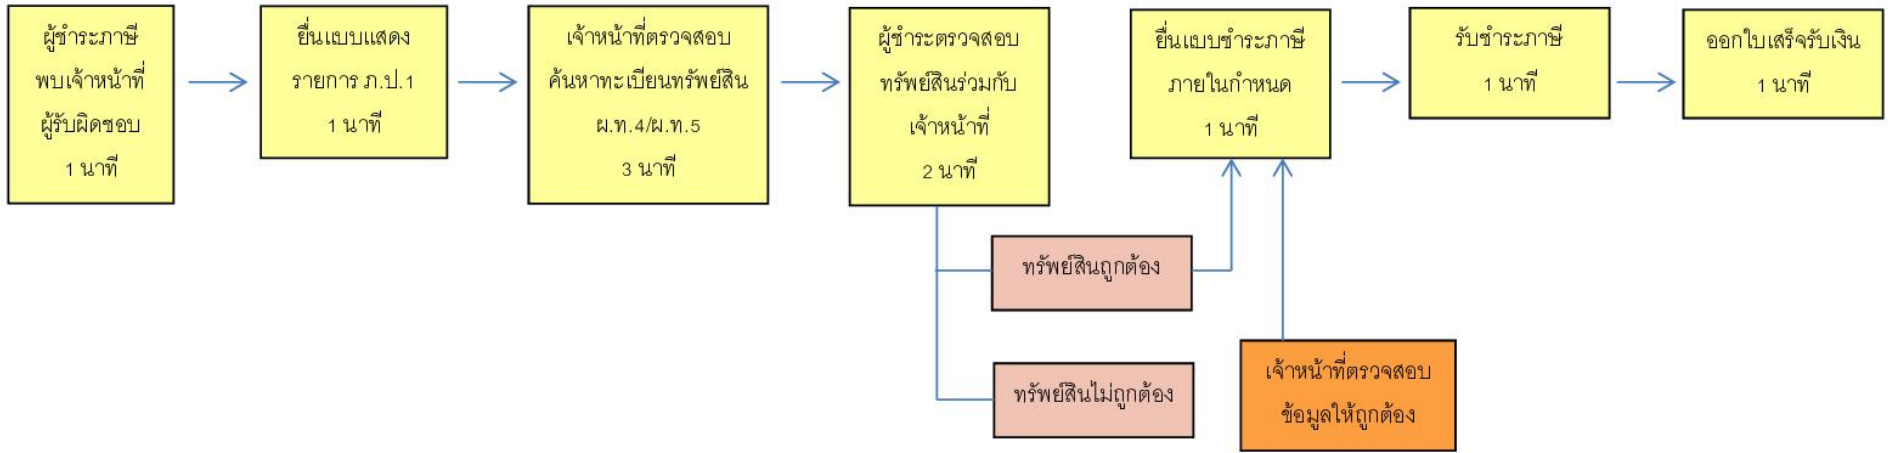 ผู้ชำระภาษี
พบเจ้าหน้าที่
ผู้รับผิดชอบ
1 นาที
ยื่นแบบแสดง
รายการ ภ.ป.1
1 นาที
เจ้าหน้าที่ตรวจสอบ
ค้นหาทะเบียนทรัพย์สิน
ผ.ท.4/ผ.ท.5
3 นาที
ผู้ชำระตรวจสอบ
ทรัพย์สินร่วมกับ
เจ้าหน้าที่
2 นาที
ยื่นแบบชำระภาษี
ภายในกำหนด
1 นาที
รับชำระภาษี
1 นาที
ออกใบเสร็จรับเงิน
1 นาที
ทรัพย์สินถูกต้อง
ทรัพย์สินไม่ถูกต้อง
เจ้าหน้าที่ตรวจสอบ
ข้อมูลให้ถูกต้อง